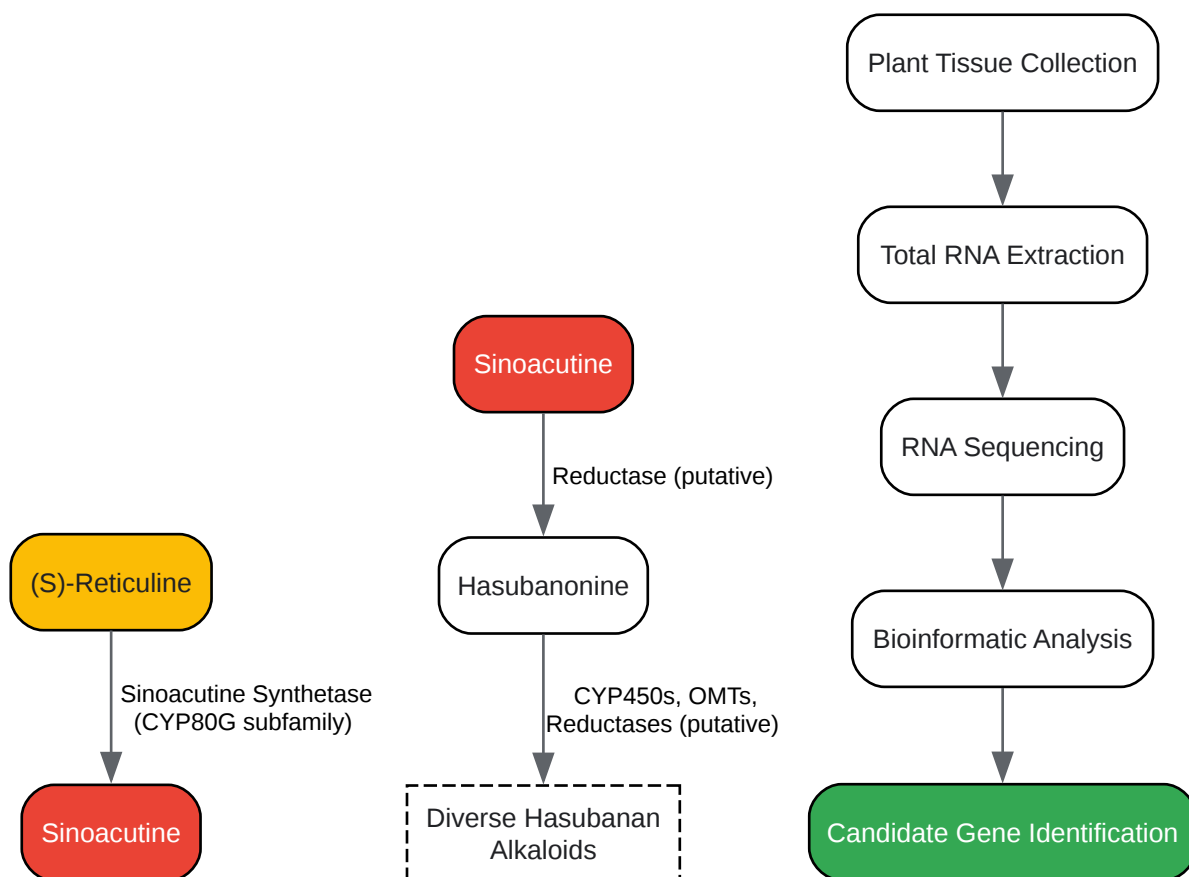 (S)-Reticuline
Sinoacutine Synthetase
(CYP80G subfamily)
Sinoacutine
Sinoacutine
Reductase (putative)
Hasubanonine
CYP450s, OMTs,
Reductases (putative)
Diverse Hasubanan
Alkaloids
Plant Tissue Collection
Total RNA Extraction
RNA Sequencing
Bioinformatic Analysis
Candidate Gene Identification